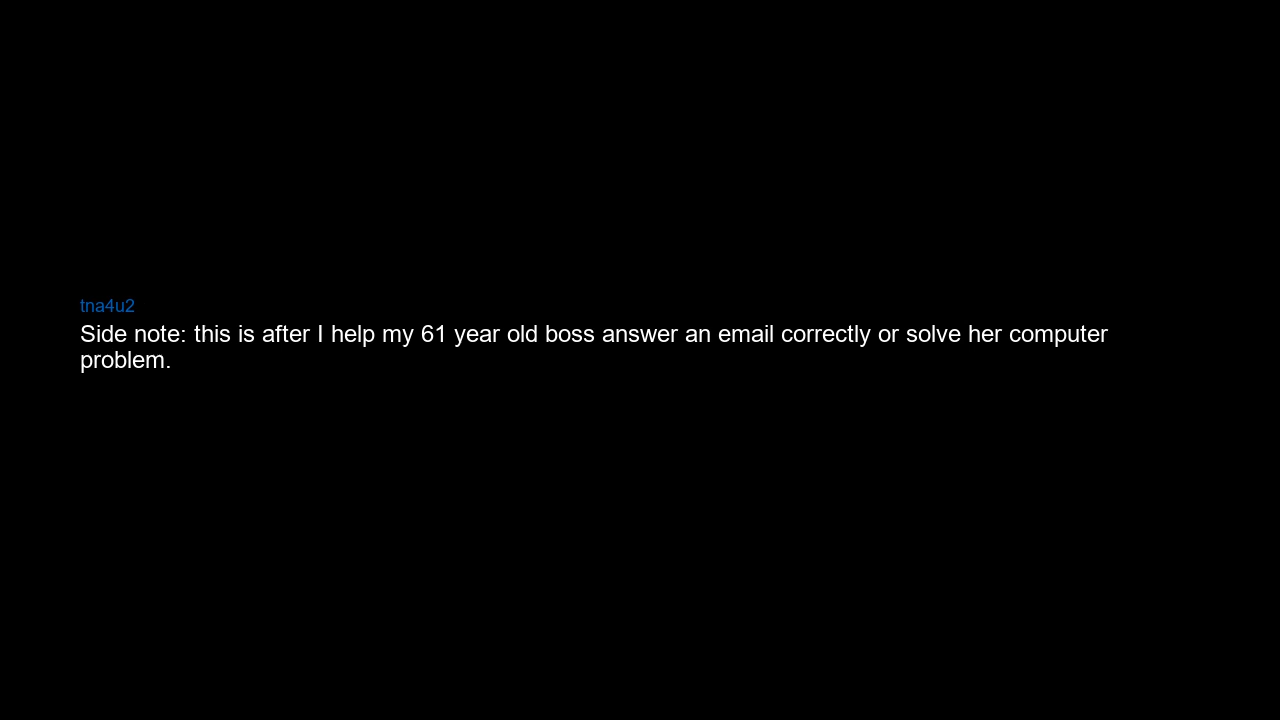 tna4u2
Side note: this is after I help my 61 year old boss answer an email correctly or solve her computer
problem.